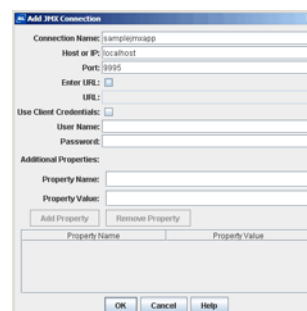 Add JMX Connection
Connection Name: samplejmxapp
Host or IP: localhost
Port: 9995
Enter URL:
URL:
Use Client Credentials:
User Name:
Password:
Additional Properties:
Property Name:
Property Value:
Add Property Remove Property
Property Name Property Value
OK Cancel Help